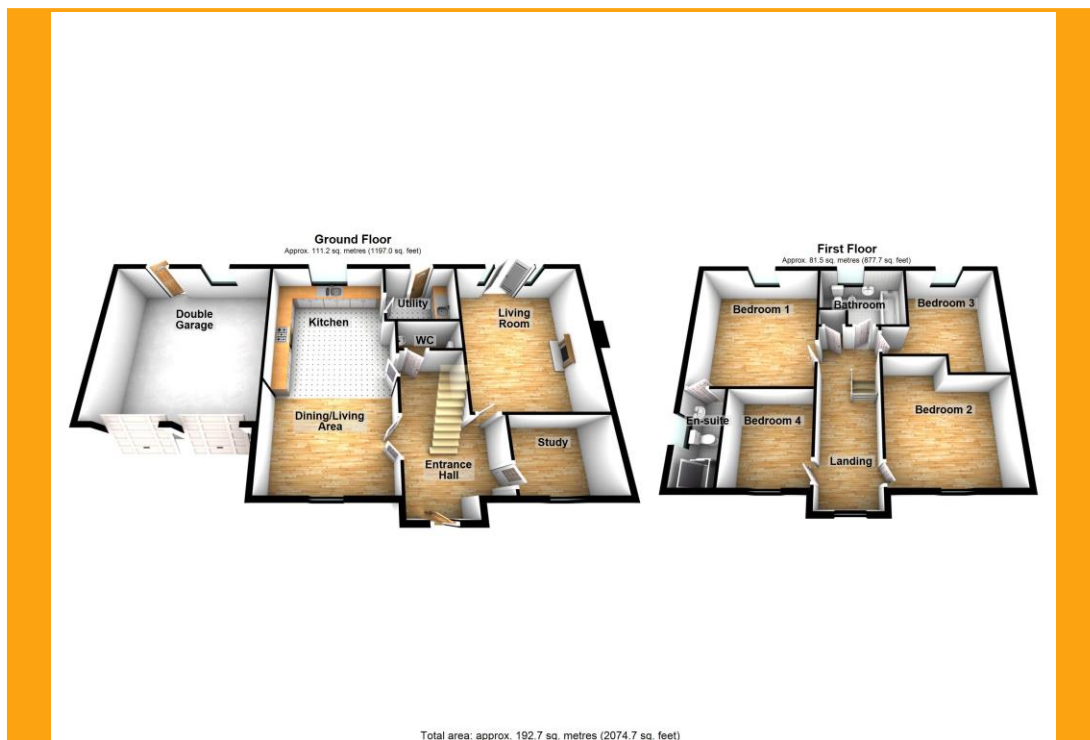 Ground Floor
Approx. 111.2 sq. metres (1197.0 sq. feet)
Double
Garage
Kitchen
Utility
WC
Living
Room
Dining/Living
Area
Entrance
Hall
Study
First Floor
Approx. 81.5 sq. metres (877.7 sq. feet)
Bedroom 1
Bathroom
Bedroom 3
En-suite
Bedroom 4
Bedroom 2
Landing
Total area: approx. 192.7 sq. metres (2074.7 sq. feet)